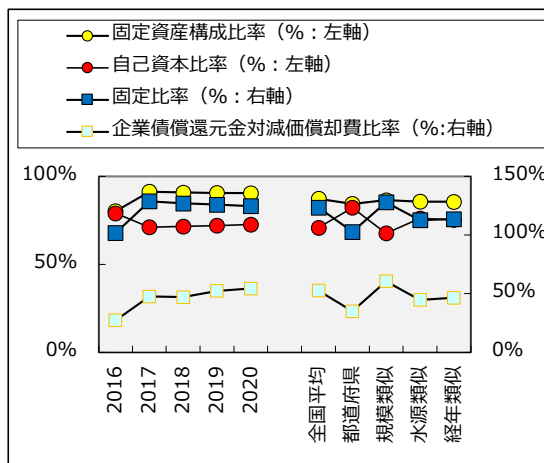 固定資産構成比率（%：左軸）
自己資本比率（%：左軸）
固定比率（%：右軸）
企業債償還元金対減価償却費比率（%:右軸）
100%
50%
0%
150%
100%
50%
0%
2016
2017
2018
2019
2020
全国平均
都道府県
規模類似
水源類似
経年類似